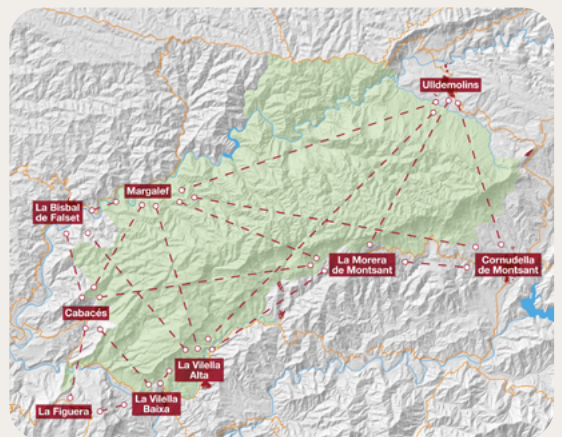 Ulldemolins
Margalef
La Bisbal
de Falset
La Morera
de Montsant
Cornudella
de Montsant
Cabacés
La Vilella
Alta
La Figuera
La Vilella
Baixa